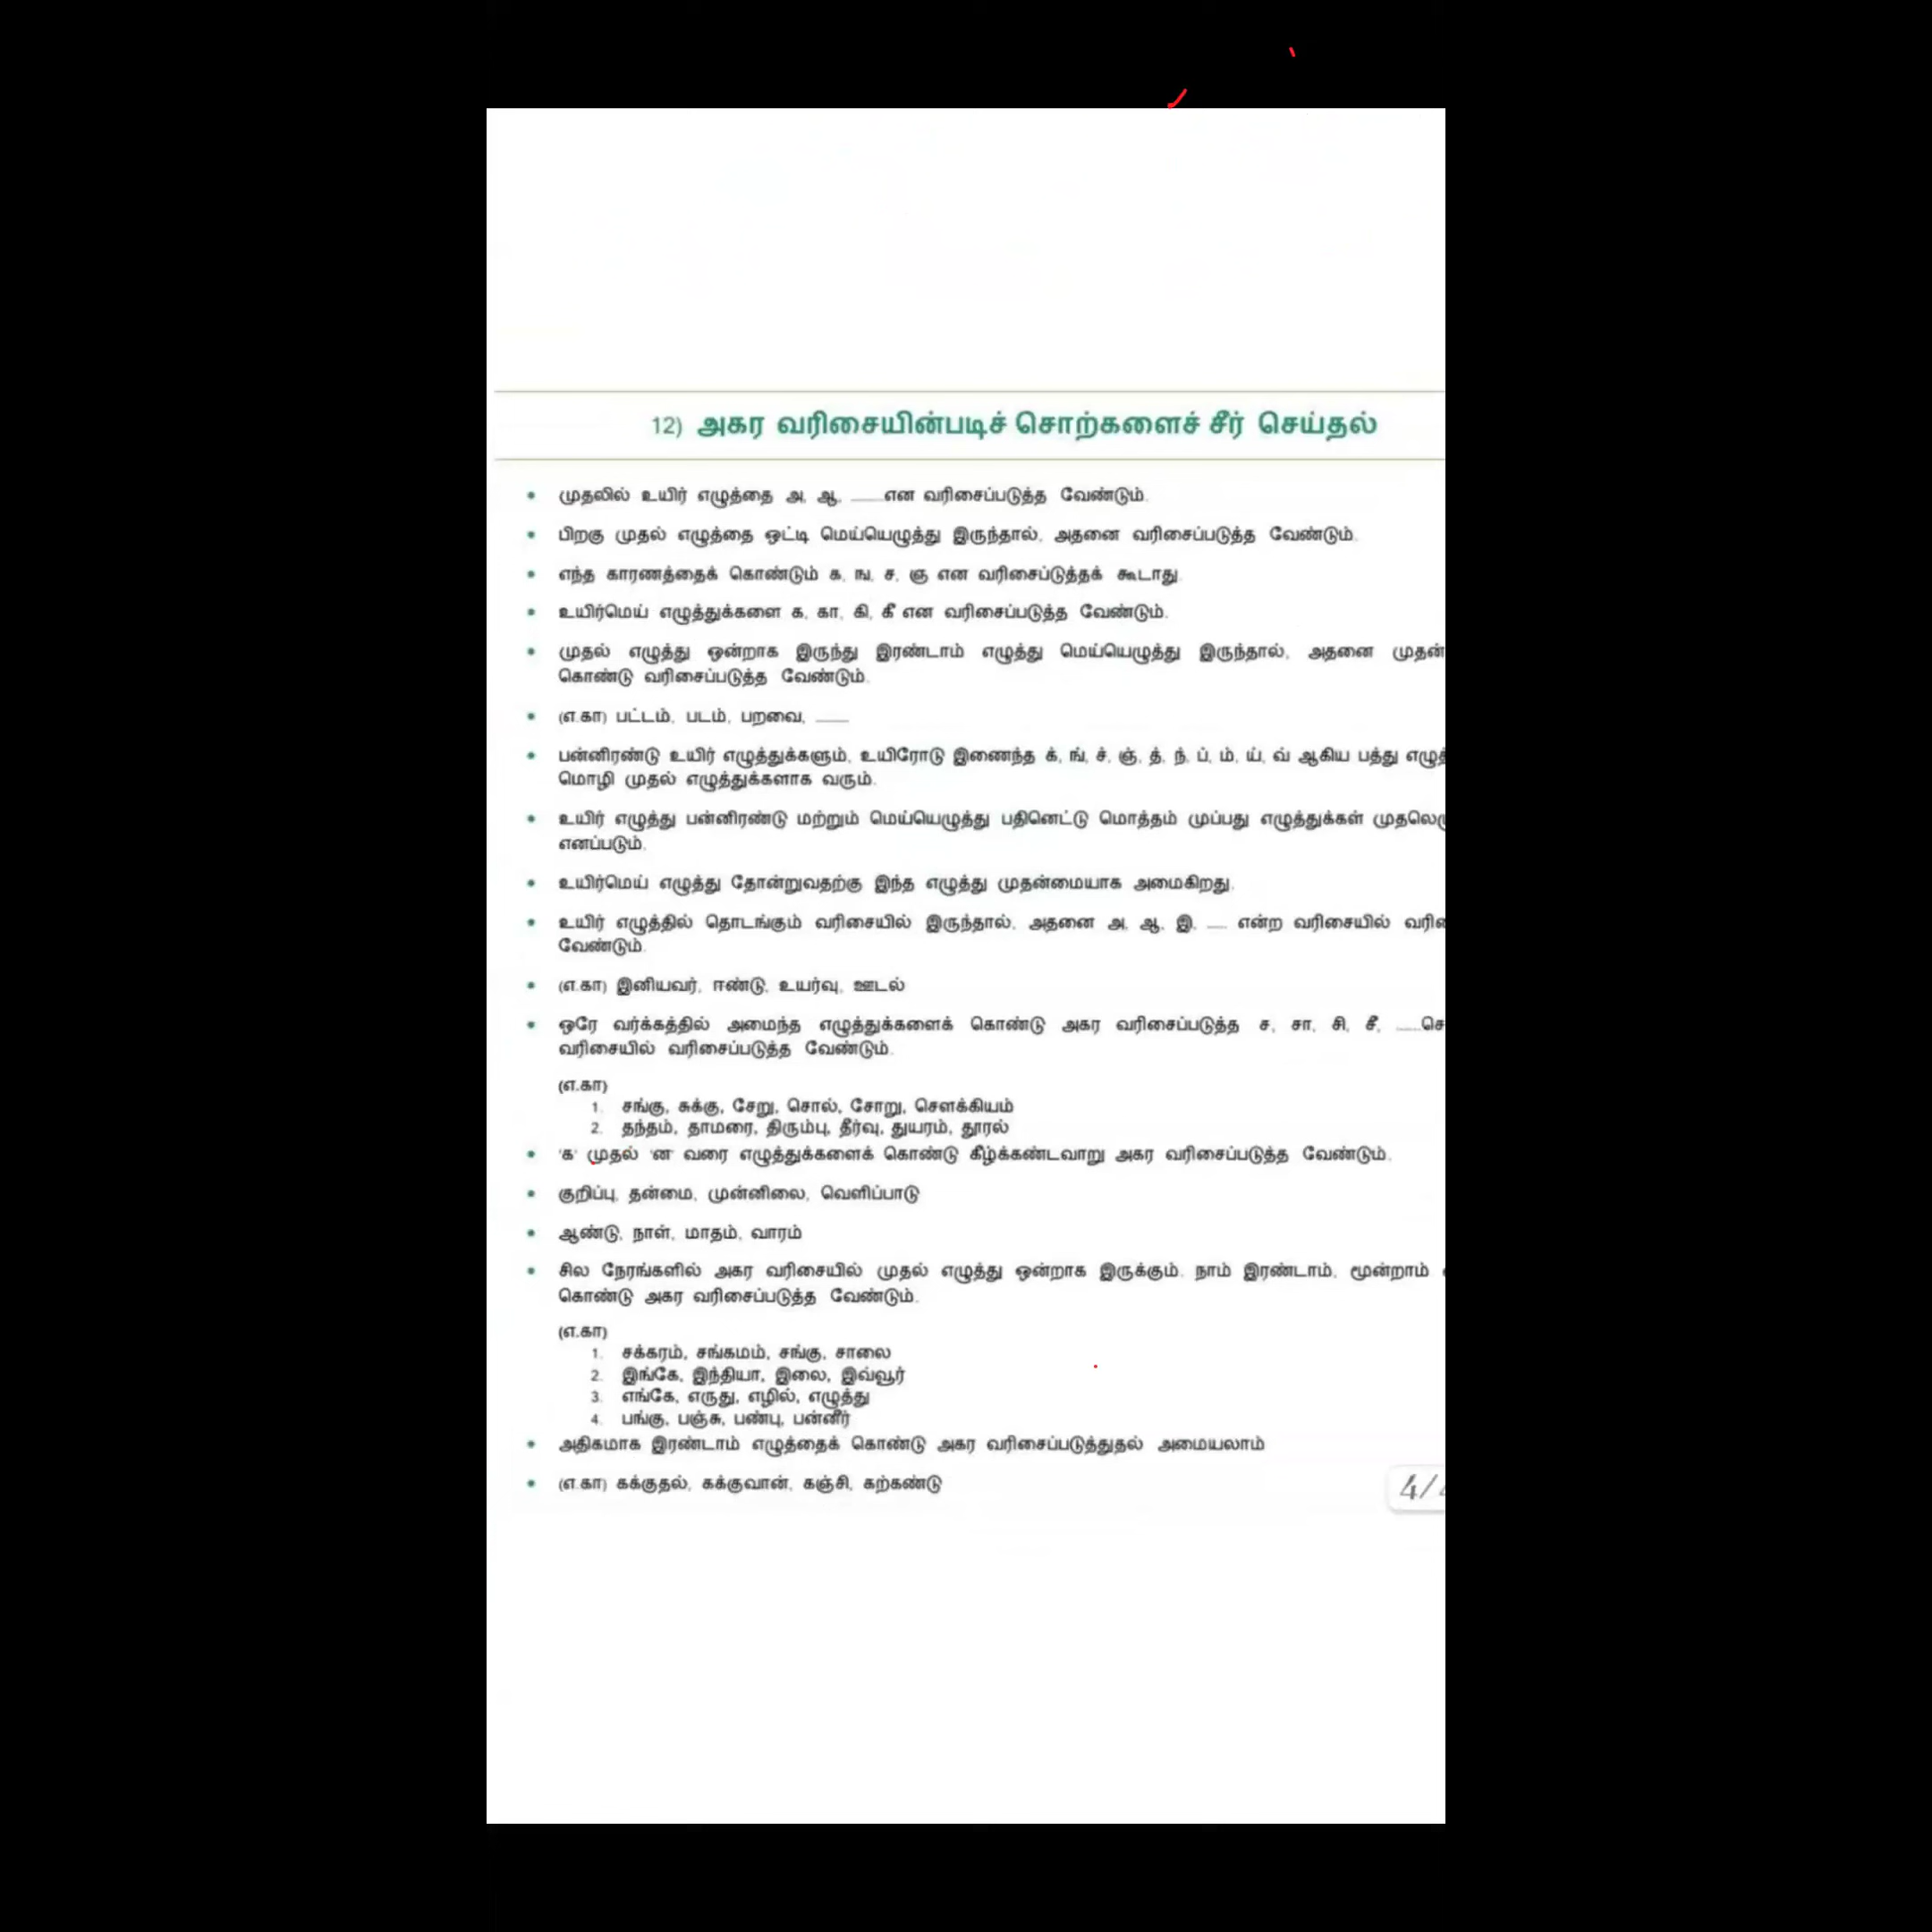 12) அகர வரிசையின்படிச் சொற்களைச் சீர் செய்தல்
• முதலில் உயிர் எழுத்தை அ, ஆ, ......என வரிசைப்படுத்த வேண்டும்.
• பிறகு முதல் எழுத்தை ஒட்டி மெய்யெழுத்து இருந்தால், அதனை வரிசைப்படுத்த வேண்டும்.
• எந்த காரணத்தைக் கொண்டும் க, ங, ச, ஞ என வரிசைப்டுத்தக் கூடாது.
• உயிர்மெய் எழுத்துக்களை க, கா, கி, கீ என வரிசைப்படுத்த வேண்டும்.
• முதல் எழுத்து ஒன்றாக இருந்து இரண்டாம் எழுத்து மெய்யெழுத்து இருந்தால், அதனை
கொண்டு வரிசைப்படுத்த வேண்டும்.
• (எ.கா) பட்டம், படம், பறவை, ......
• பன்னிரண்டு உயிர் எழுத்துக்களும், உயிரோடு இணைந்த க், ங், ச், ஞ், த், ந், ப், ம், ய், வ் ஆகிய பத்து
மொழி முதல் எழுத்துக்களாக வரும்.
• உயிர் எழுத்து பன்னிரண்டு மற்றும் மெய்யெழுத்து பதினெட்டு மொத்தம் முப்பது எழுத்துக்கள்
எனப்படும்.
• உயிர்மெய் எழுத்து தோன்றுவதற்கு இந்த எழுத்து முதன்மையாக அமைகிறது.
• உயிர் எழுத்தில் தொடங்கும் வரிசையில் இருந்தால், அதனை அ, ஆ, இ, .... என்ற வரிசையில்
வேண்டும்.
• (எ.கா) இனியவர், ஈண்டு, உயர்வு, ஊடல்
• ஒரே வர்க்கத்தில் அமைந்த எழுத்துக்களைக் கொண்டு அகர வரிசைப்படுத்த ச, சா, சி, சீ, ......செ
வரிசையில் வரிசைப்படுத்த வேண்டும்.
(எ.கா)
1. சங்கு, சுக்கு, சேறு, சொல், சோறு, சௌக்கியம்
2. தந்தம், தாமரை, திரும்பு, தீர்வு, துயரம், தூரல்
• 'க' முதல் 'ன' வரை எழுத்துக்களைக் கொண்டு கீழ்க்கண்டவாறு அகர வரிசைப்படுத்த வேண்டும்.
• குறிப்பு, தன்மை, முன்னிலை, வெளிப்பாடு
• ஆண்டு, நாள், மாதம், வாரம்
• சில நேரங்களில் அகர வரிசையில் முதல் எழுத்து ஒன்றாக இருக்கும். நாம் இரண்டாம், மூன்றாம்
கொண்டு அகர வரிசைப்படுத்த வேண்டும்.
(எ.கா)
1. சக்கரம், சங்கமம், சங்கு, சாலை
2. இங்கே, இந்தியா, இலை, இவ்வூர்
3. எங்கே, எருது, எழில், எழுத்து
4. பங்கு, பஞ்சு, பண்பு, பன்னீர்
• அதிகமாக இரண்டாம் எழுத்தைக் கொண்டு அகர வரிசைப்படுத்துதல் அமையலாம்
• (எ.கா) கக்குதல், கக்குவான், கஞ்சி, கற்கண்டு